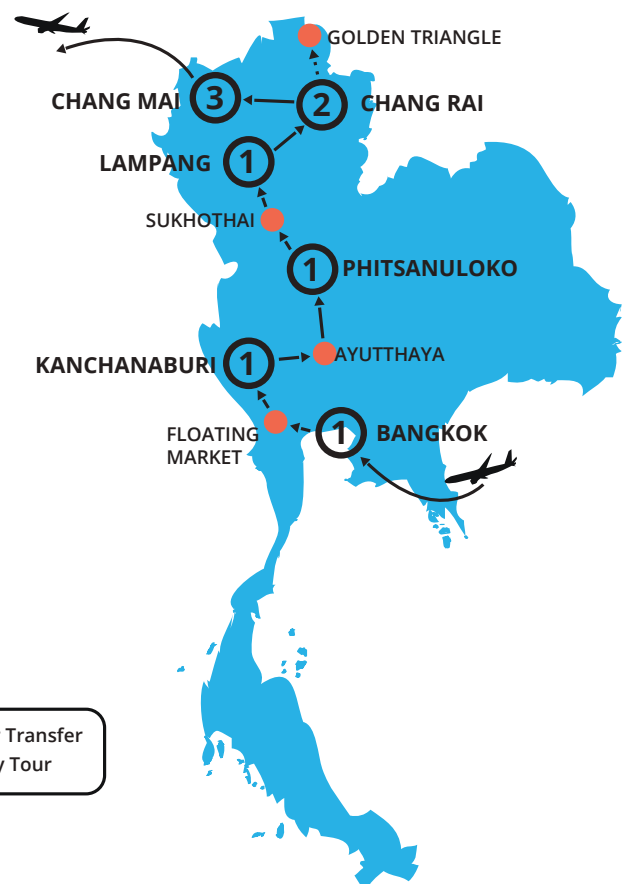 GOLDEN TRIANGLE
CHANG MAI 3
2 CHANG RAI
LAMPANG 1
SUKHOTHAI
1 PHITSANULOKO
KANCHANABURI 1
AYUTTHAYA
FLOATING
MARKET
1 BANGKOK
Transfer
Tour